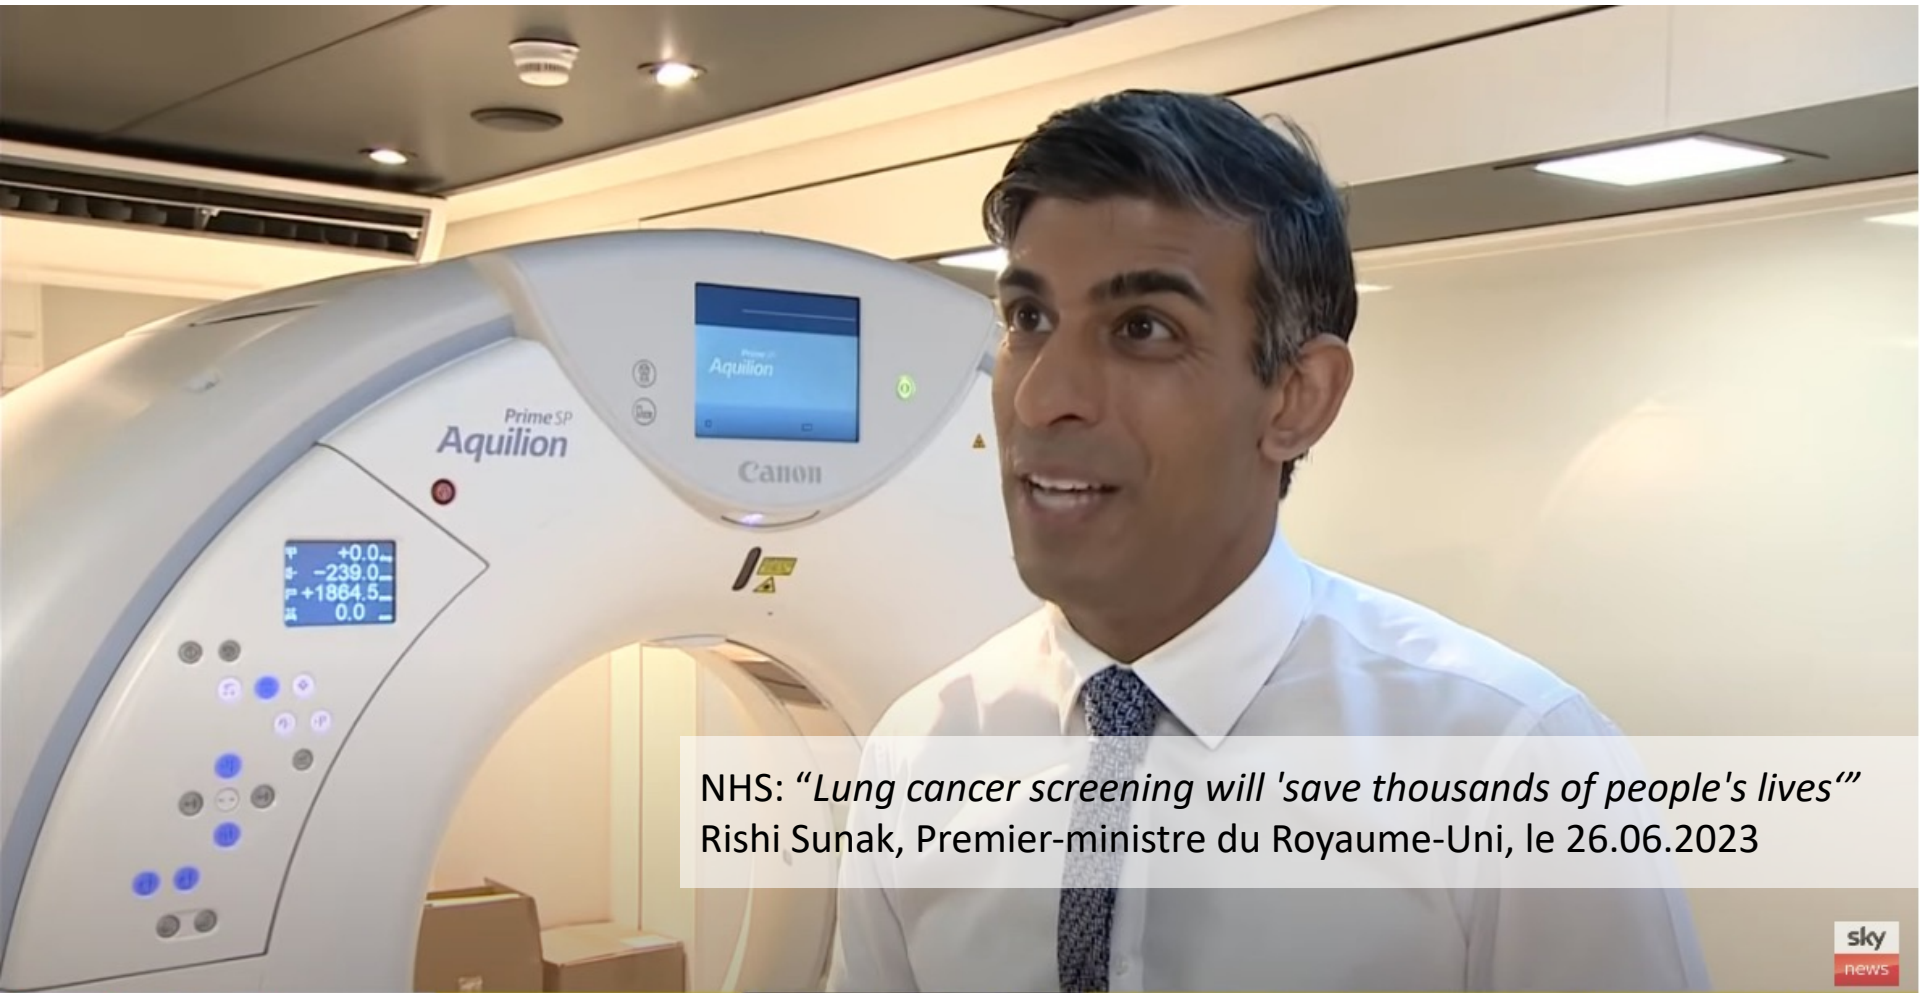 Prime SP
Aquilion
Prime SP
Aquilion
Canon
+0.0
-239.0
+1864.5
0.0
NHS: “Lung cancer screening will 'save thousands of people's lives‘”
Rishi Sunak, Premier-ministre du Royaume-Uni, le 26.06.2023
sky
news